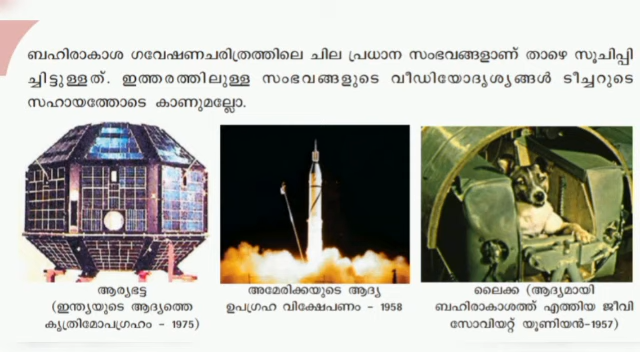 ബഹിരാകാശ ഗവേഷണചരിത്രത്തിലെ ചില പ്രധാന സംഭവങ്ങളാണ് താഴെ സൂചിപ്പി
ച്ചിട്ടുള്ളത്. ഇത്തരത്തിലുള്ള സംഭവങ്ങളുടെ വീഡിയോദൃശ്യങ്ങൾ ടീച്ചറുടെ
സഹായത്തോടെ കാണുമല്ലോ.
ആര്യഭട്ട
(ഇന്ത്യയുടെ ആദ്യത്തെ
കൃത്രിമോപഗ്രഹം - 1975)
അമേരിക്കയുടെ ആദ്യ
ഉപഗ്രഹ വിക്ഷേപണം - 1958
ലൈക്ക (ആദ്യമായി
ബഹിരാകാശത്ത് എത്തിയ ജീവി
സോവിയറ്റ് യൂണിയൻ-1957)